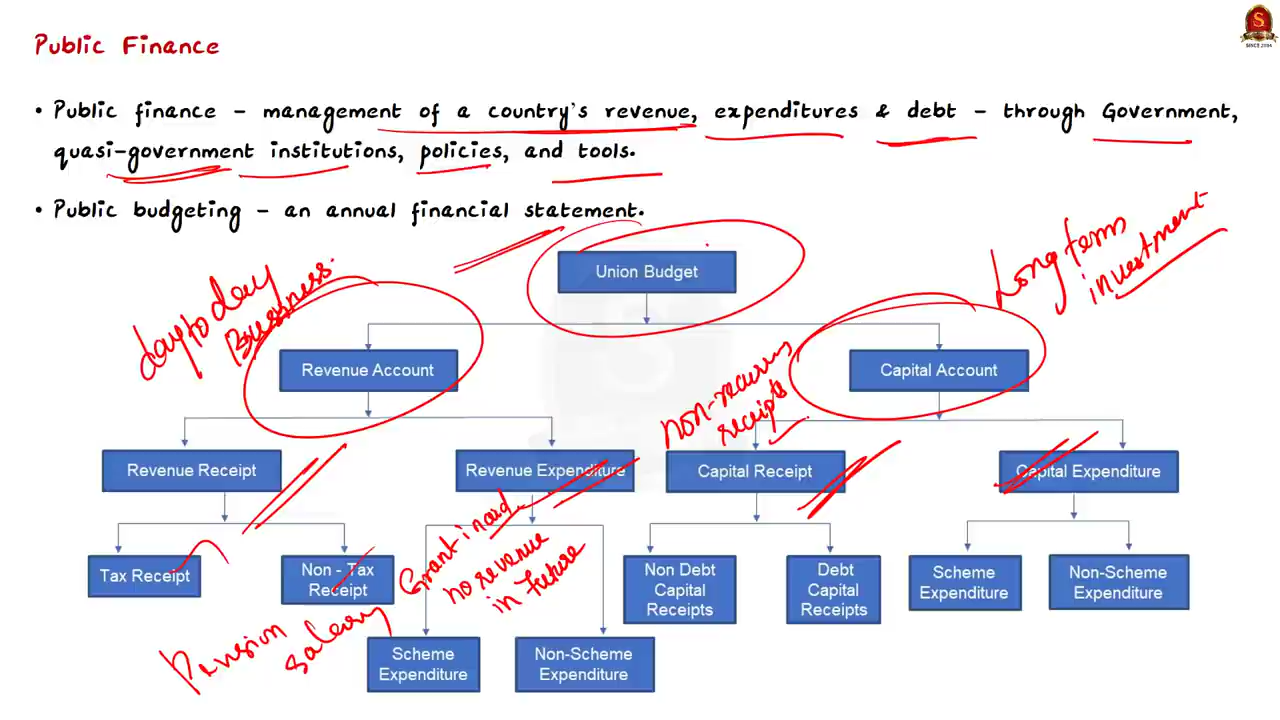 Public Finance
SINCE 2004
• Public finance – management of a country's revenue, expenditures & debt – through Government,
quasi-government institutions, policies, and tools.
• Public budgeting – an annual financial statement.
Union Budget
day to day
Business.
Long term
investment
Revenue Account
Capital Account
non-recurring
receipts
Revenue Receipt
Revenue Expenditure
Capital Receipt
Capital Expenditure
Tax Receipt
Non - Tax
Receipt
Grant in aid
no revenue
in future
Non Debt
Capital
Receipts
Debt
Capital
Receipts
Scheme
Expenditure
Non-Scheme
Expenditure
Pension
Salary
Scheme
Expenditure
Non-Scheme
Expenditure